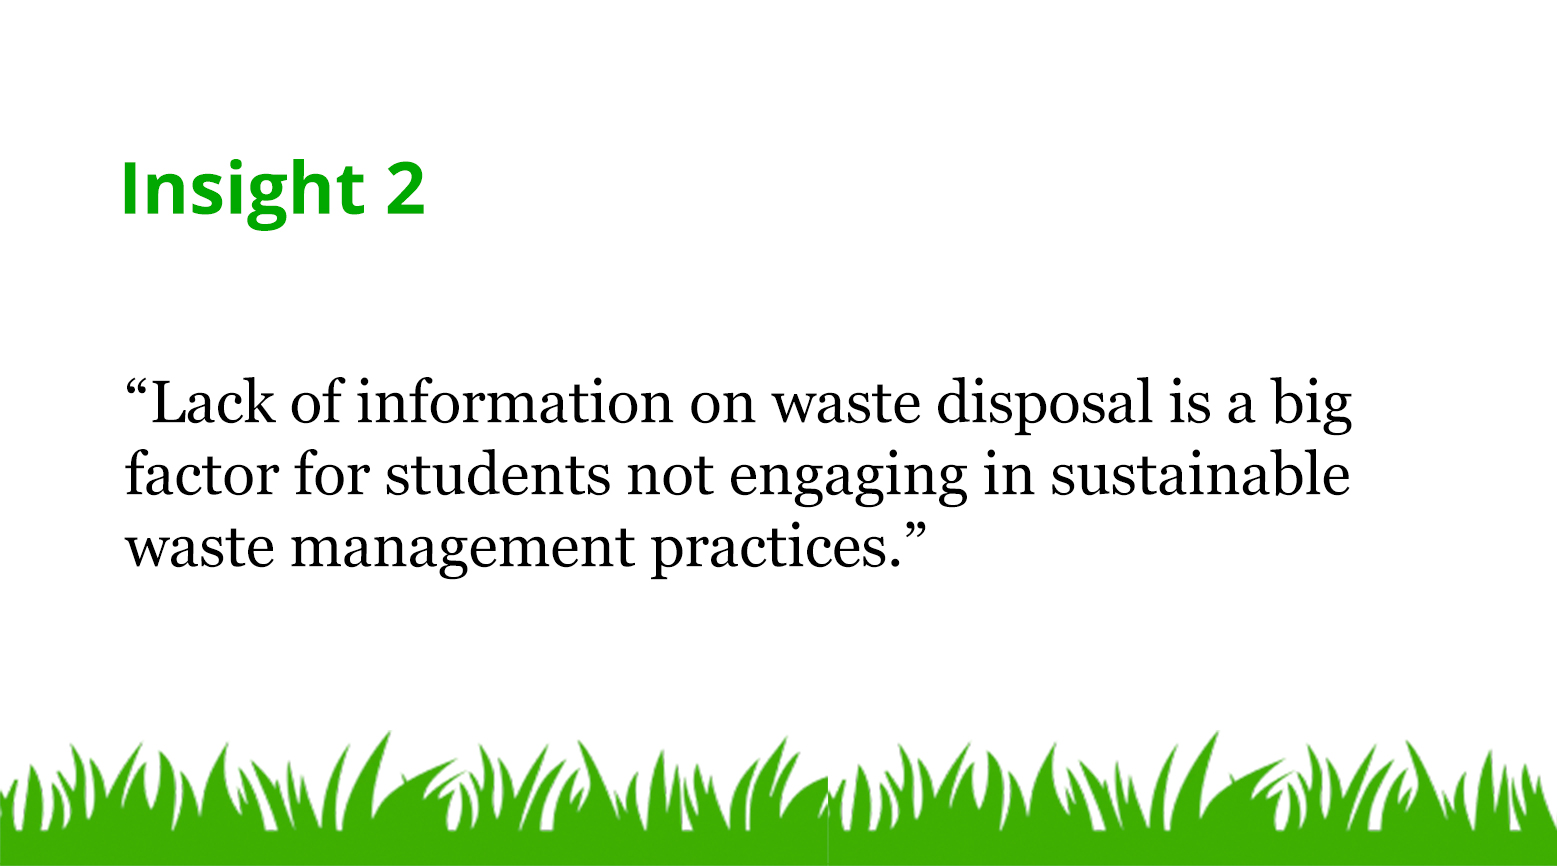 Insight 2
“Lack of information on waste disposal is a big
factor for students not engaging in sustainable
waste management practices.”